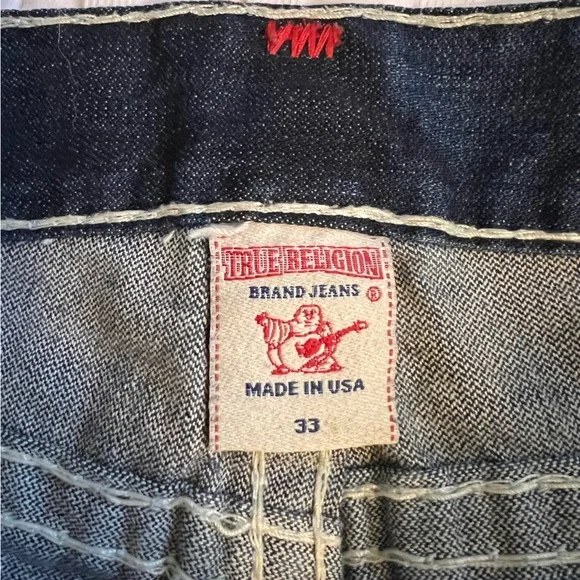 TRUE RELIGION
BRAND JEANS ®
MADE IN USA
33